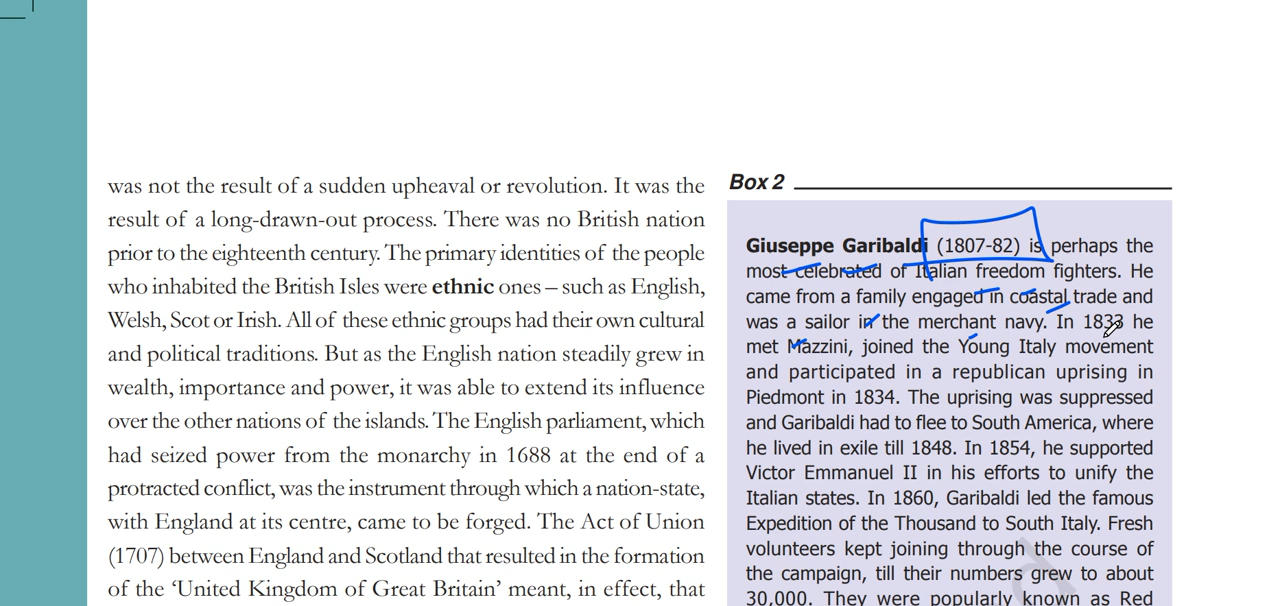 was not the result of a sudden upheaval or revolution. It was the
result of a long-drawn-out process. There was no British nation
prior to the eighteenth century. The primary identities of the people
who inhabited the British Isles were ethnic ones – such as English,
Welsh, Scot or Irish. All of these ethnic groups had their own cultural
and political traditions. But as the English nation steadily grew in
wealth, importance and power, it was able to extend its influence
over the other nations of the islands. The English parliament, which
had seized power from the monarchy in 1688 at the end of a
protracted conflict, was the instrument through which a nation-state,
with England at its centre, came to be forged. The Act of Union
(1707) between England and Scotland that resulted in the formation
of the ‘United Kingdom of Great Britain’ meant, in effect, that
Box 2
Giuseppe Garibaldi (1807-82) is perhaps the
most celebrated of Italian freedom fighters. He
came from a family engaged in coastal trade and
was a sailor in the merchant navy. In 1833 he
met Mazzini, joined the Young Italy movement
and participated in a republican uprising in
Piedmont in 1834. The uprising was suppressed
and Garibaldi had to flee to South America, where
he lived in exile till 1848. In 1854, he supported
Victor Emmanuel II in his efforts to unify the
Italian states. In 1860, Garibaldi led the famous
Expedition of the Thousand to South Italy. Fresh
volunteers kept joining through the course of
the campaign, till their numbers grew to about
30,000. They were popularly known as Red